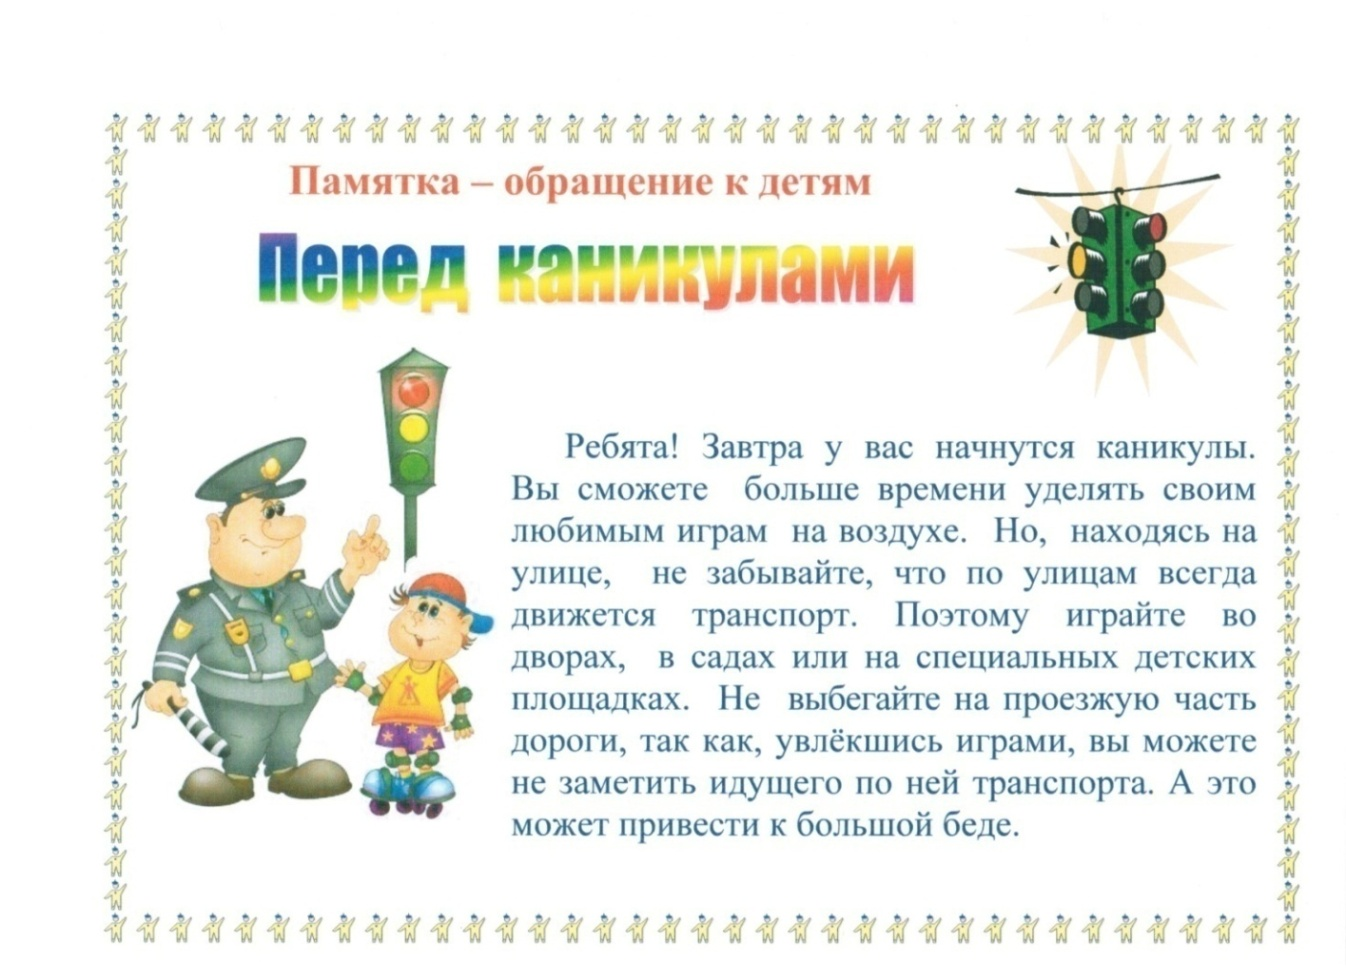 Памятка – обращение к детям
Перед каникулами
Ребята! Завтра у вас начнутся каникулы.
Вы сможете больше времени уделять своим
любимым играм на воздухе. Но, находясь на
улице, не забывайте, что по улицам всегда
движется транспорт. Поэтому играйте во
дворах, в садах или на специальных детских
площадках. Не выбегайте на проезжую часть
дороги, так как, увлёкшись играми, вы можете
не заметить идущего по ней транспорта. А это
может привести к большой беде.